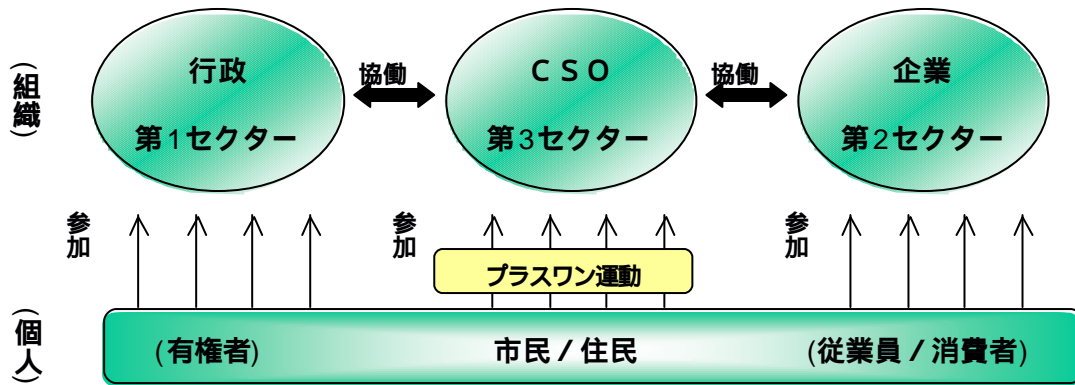 (組織)
行政
第1セクター
協働
CSO
第3セクター
協働
企業
第2セクター
参加
参加
参加
プラスワン運動
(個人)
(有権者)
市民/住民
(従業員/消費者)